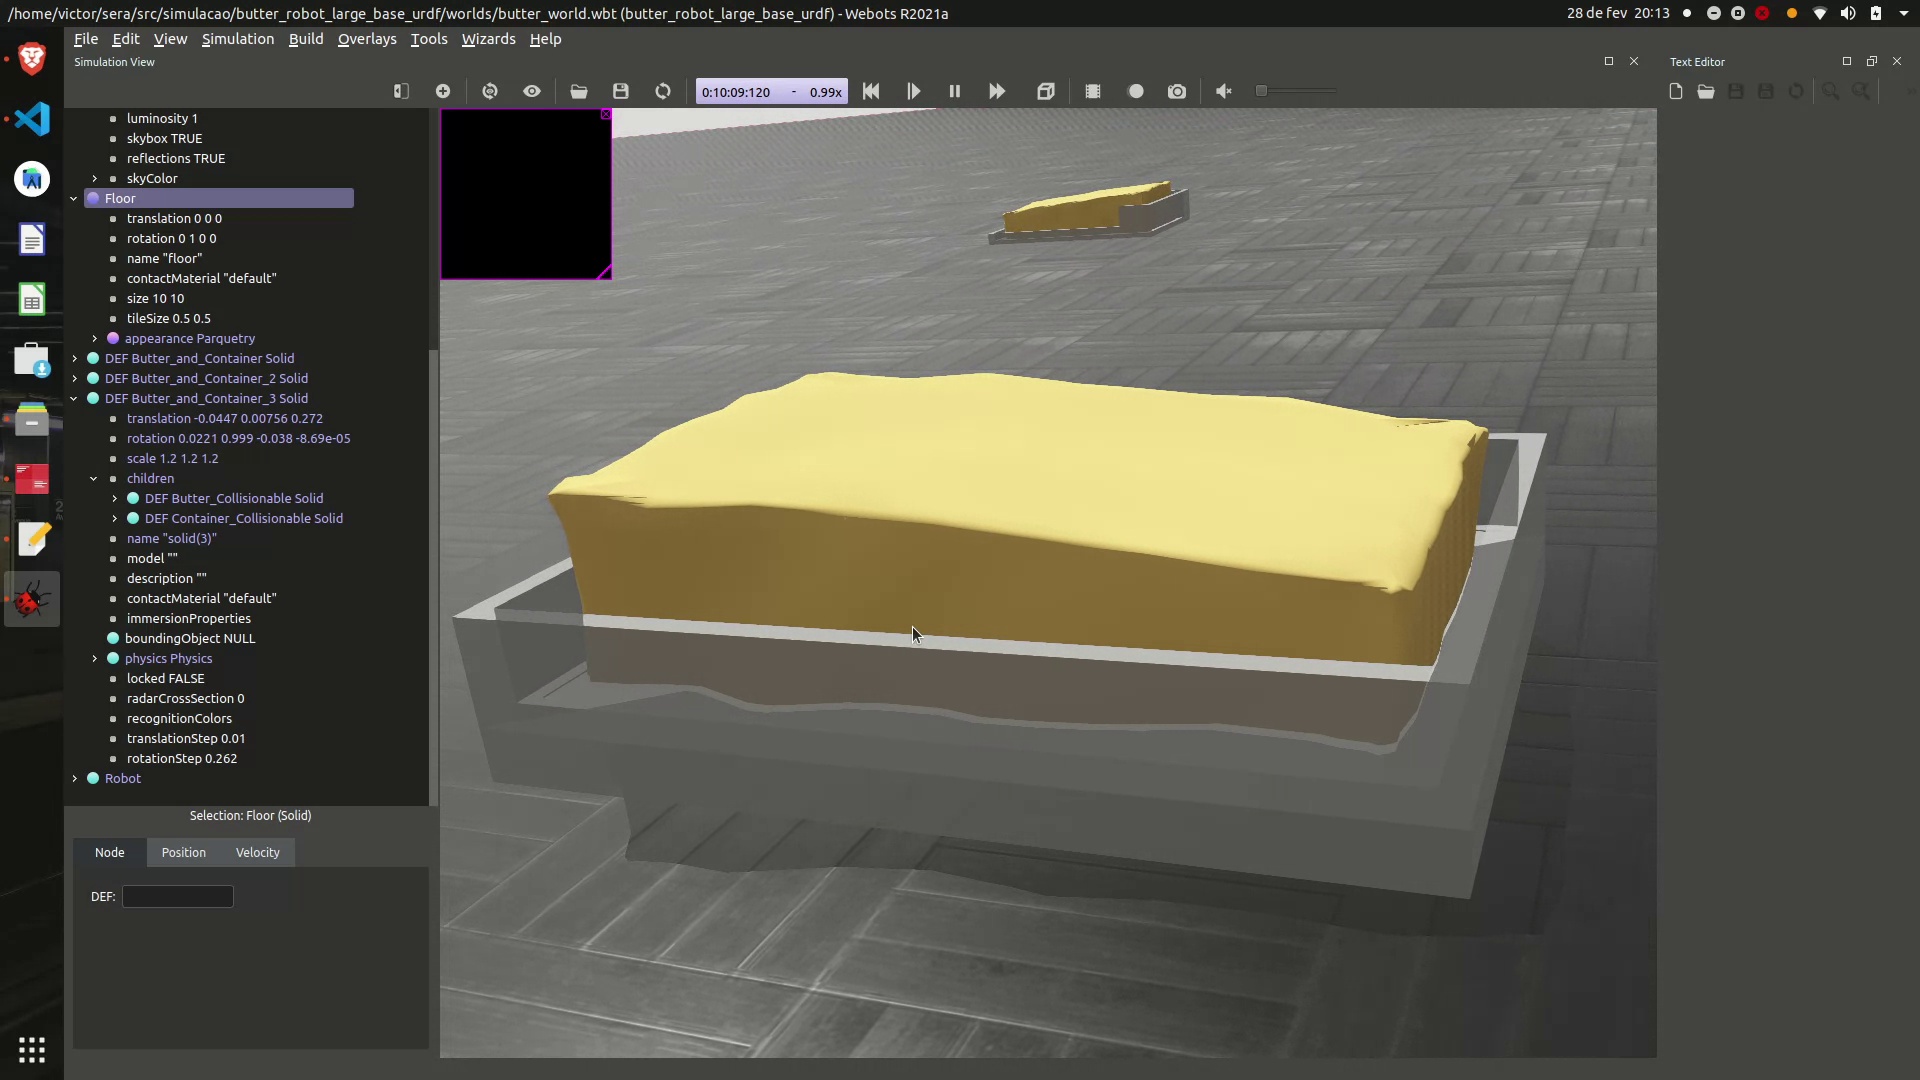 /home/victor/sera/src/simulacao/butter_robot_large_base_urdf/worlds/butter_world.wbt (butter_robot_large_base_urdf) - Webots R2021a
28 de fev 20:13
File Edit View Simulation Build Overlays Tools Wizards Help
Simulation View
Text Editor
0:10:09:120 - 0.99x
luminosity 1
skybox TRUE
reflections TRUE
skyColor
Floor
translation 0 0 0
rotation 0 1 0 0
name "floor"
contactMaterial "default"
size 10 10
tileSize 0.5 0.5
appearance Parquetry
DEF Butter_and_Container Solid
DEF Butter_and_Container_2 Solid
DEF Butter_and_Container_3 Solid
translation -0.0447 0.00756 0.272
rotation 0.0221 0.999 -0.038 -8.69e-05
scale 1.2 1.2 1.2
children
DEF Butter_Collisionable Solid
DEF Container_Collisionable Solid
name "solid(3)"
model ""
description ""
contactMaterial "default"
immersionProperties
boundingObject NULL
physics Physics
locked FALSE
radarCrossSection 0
recognitionColors
translationStep 0.01
rotationStep 0.262
Robot
Selection: Floor (Solid)
Node Position Velocity
DEF: